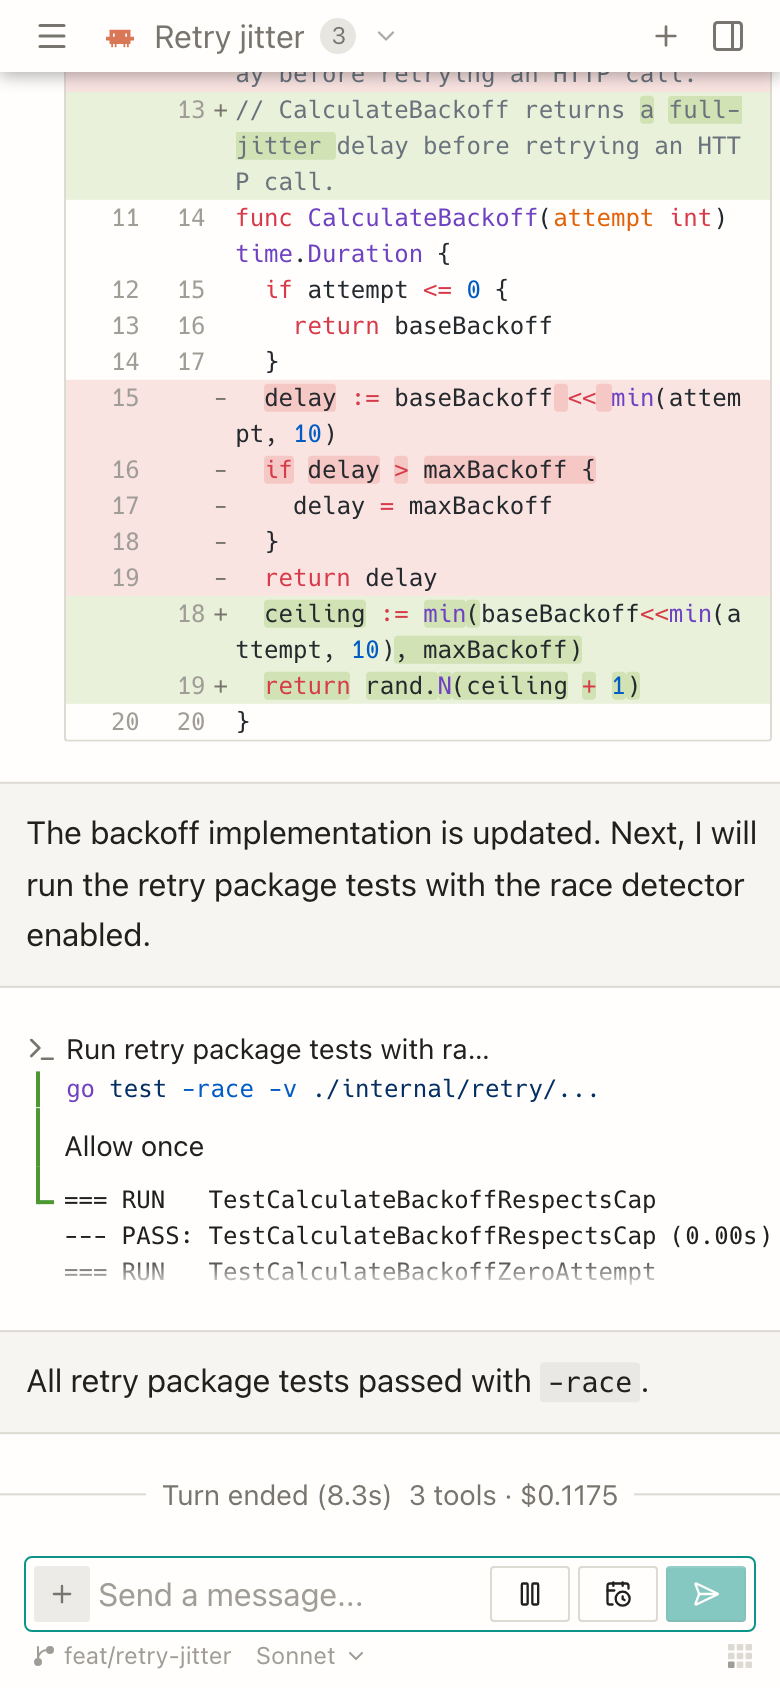 Retry jitter 3
ay before retrying an HTTP call.
13 + // CalculateBackoff returns a full-
jitter delay before retrying an HTT
P call.
11 14 func CalculateBackoff(attempt int)
time.Duration {
12 15 if attempt <= 0 {
13 16 return baseBackoff
14 17 }
15 - delay := baseBackoff << min(attem
pt, 10)
16 - if delay > maxBackoff {
17 - delay = maxBackoff
18 - }
19 - return delay
18 + ceiling := min(baseBackoff<<min(a
ttempt, 10), maxBackoff)
19 + return rand.N(ceiling + 1)
20 20 }
The backoff implementation is updated. Next, I will
run the retry package tests with the race detector
enabled.
Run retry package tests with ra...
go test -race -v ./internal/retry/...
Allow once
=== RUN TestCalculateBackoffRespectsCap
--- PASS: TestCalculateBackoffRespectsCap (0.00s)
=== RUN TestCalculateBackoffZeroAttempt
All retry package tests passed with -race.
Turn ended (8.3s) 3 tools · $0.1175
Send a message...
feat/retry-jitter Sonnet